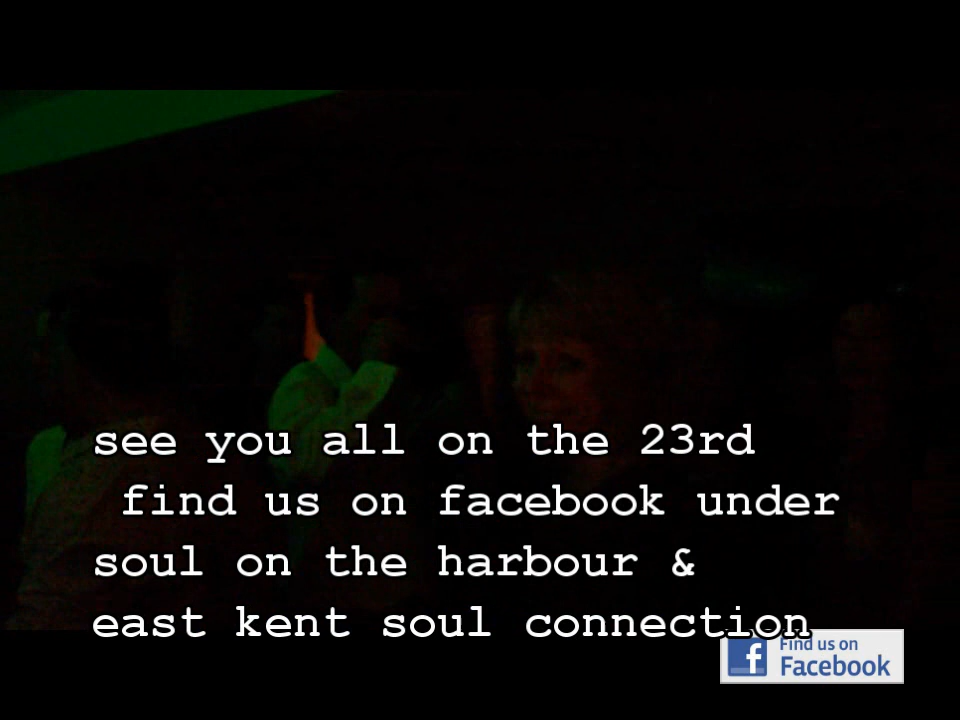 see you all on the 23rd
find us on facebook under
soul on the harbour &
east kent soul connection
Find us on
Facebook